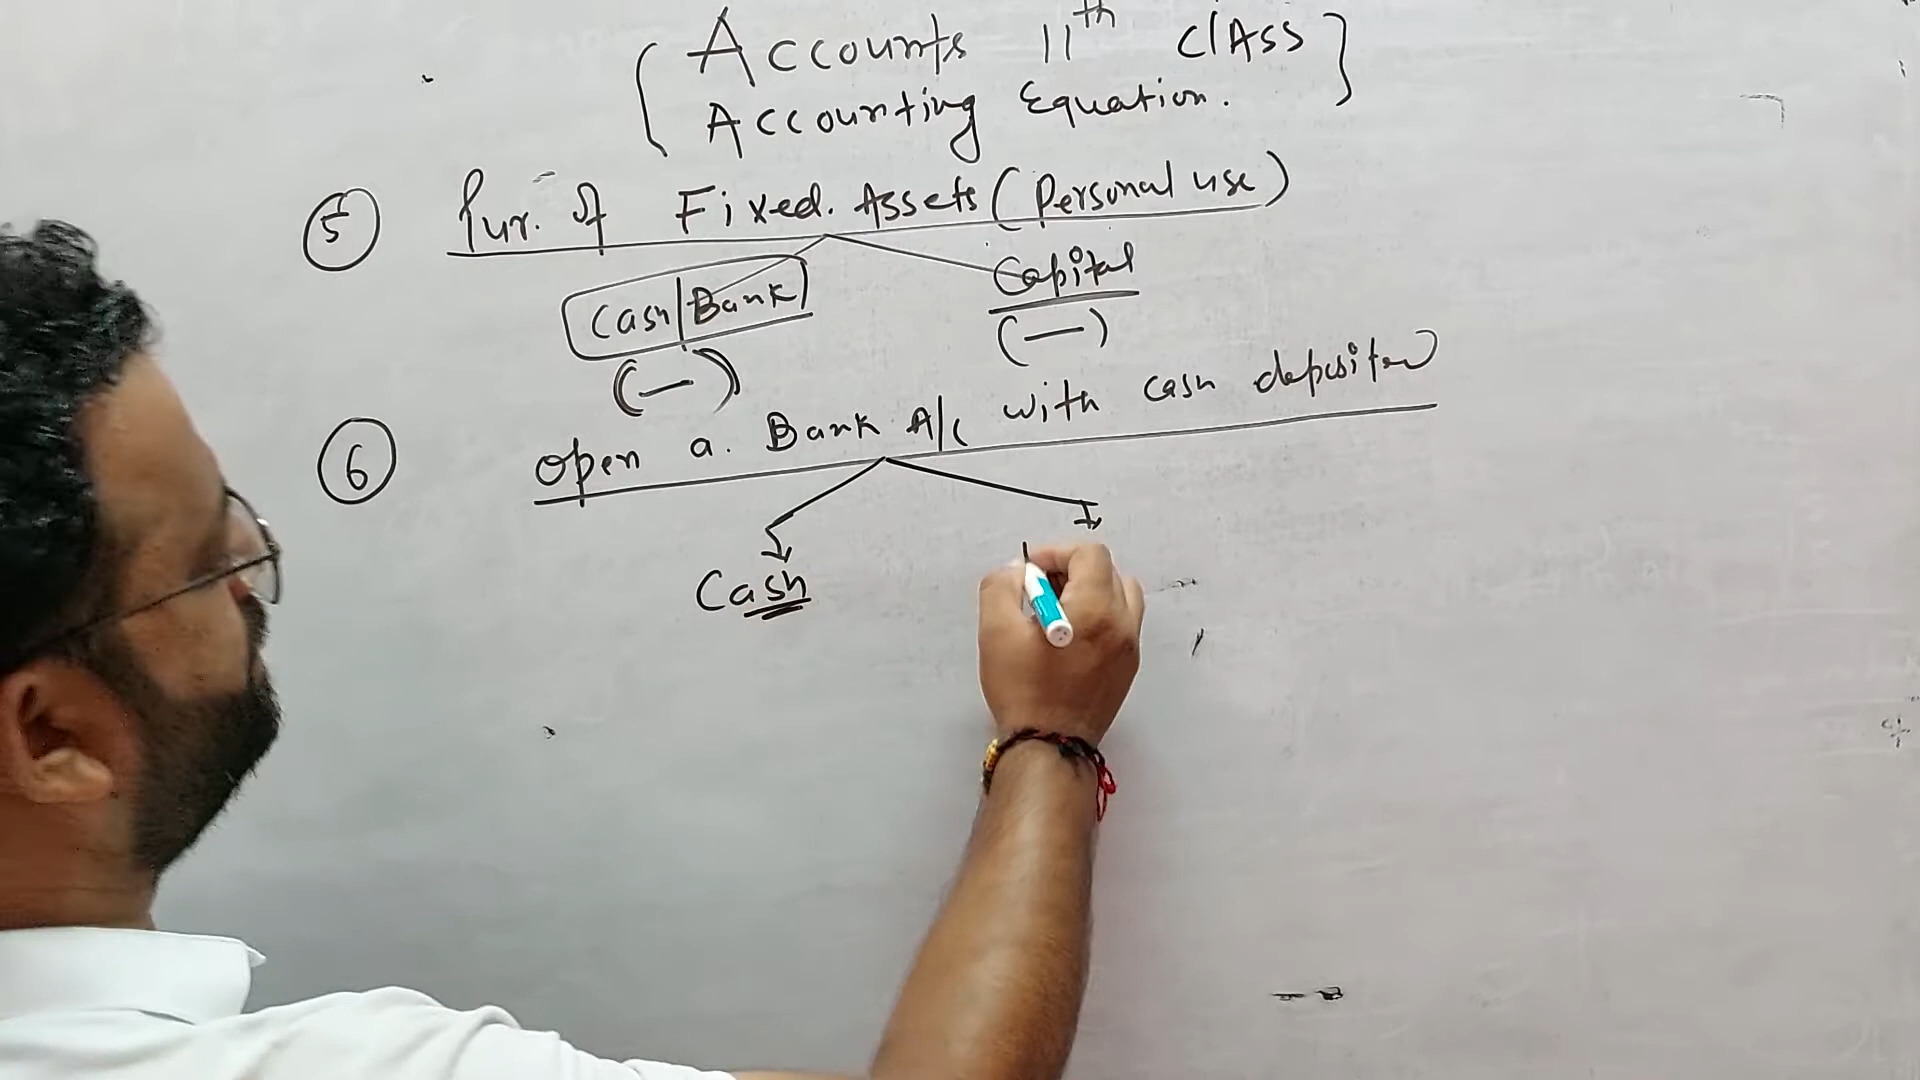 Accounts 11th ClAss
Accounting Equation.
5 Pur. of Fixed. Assets (Personal use)
Cash/Bank Capital
(—) (—)
6 open a. Bank A/c with cash deposited
Cash